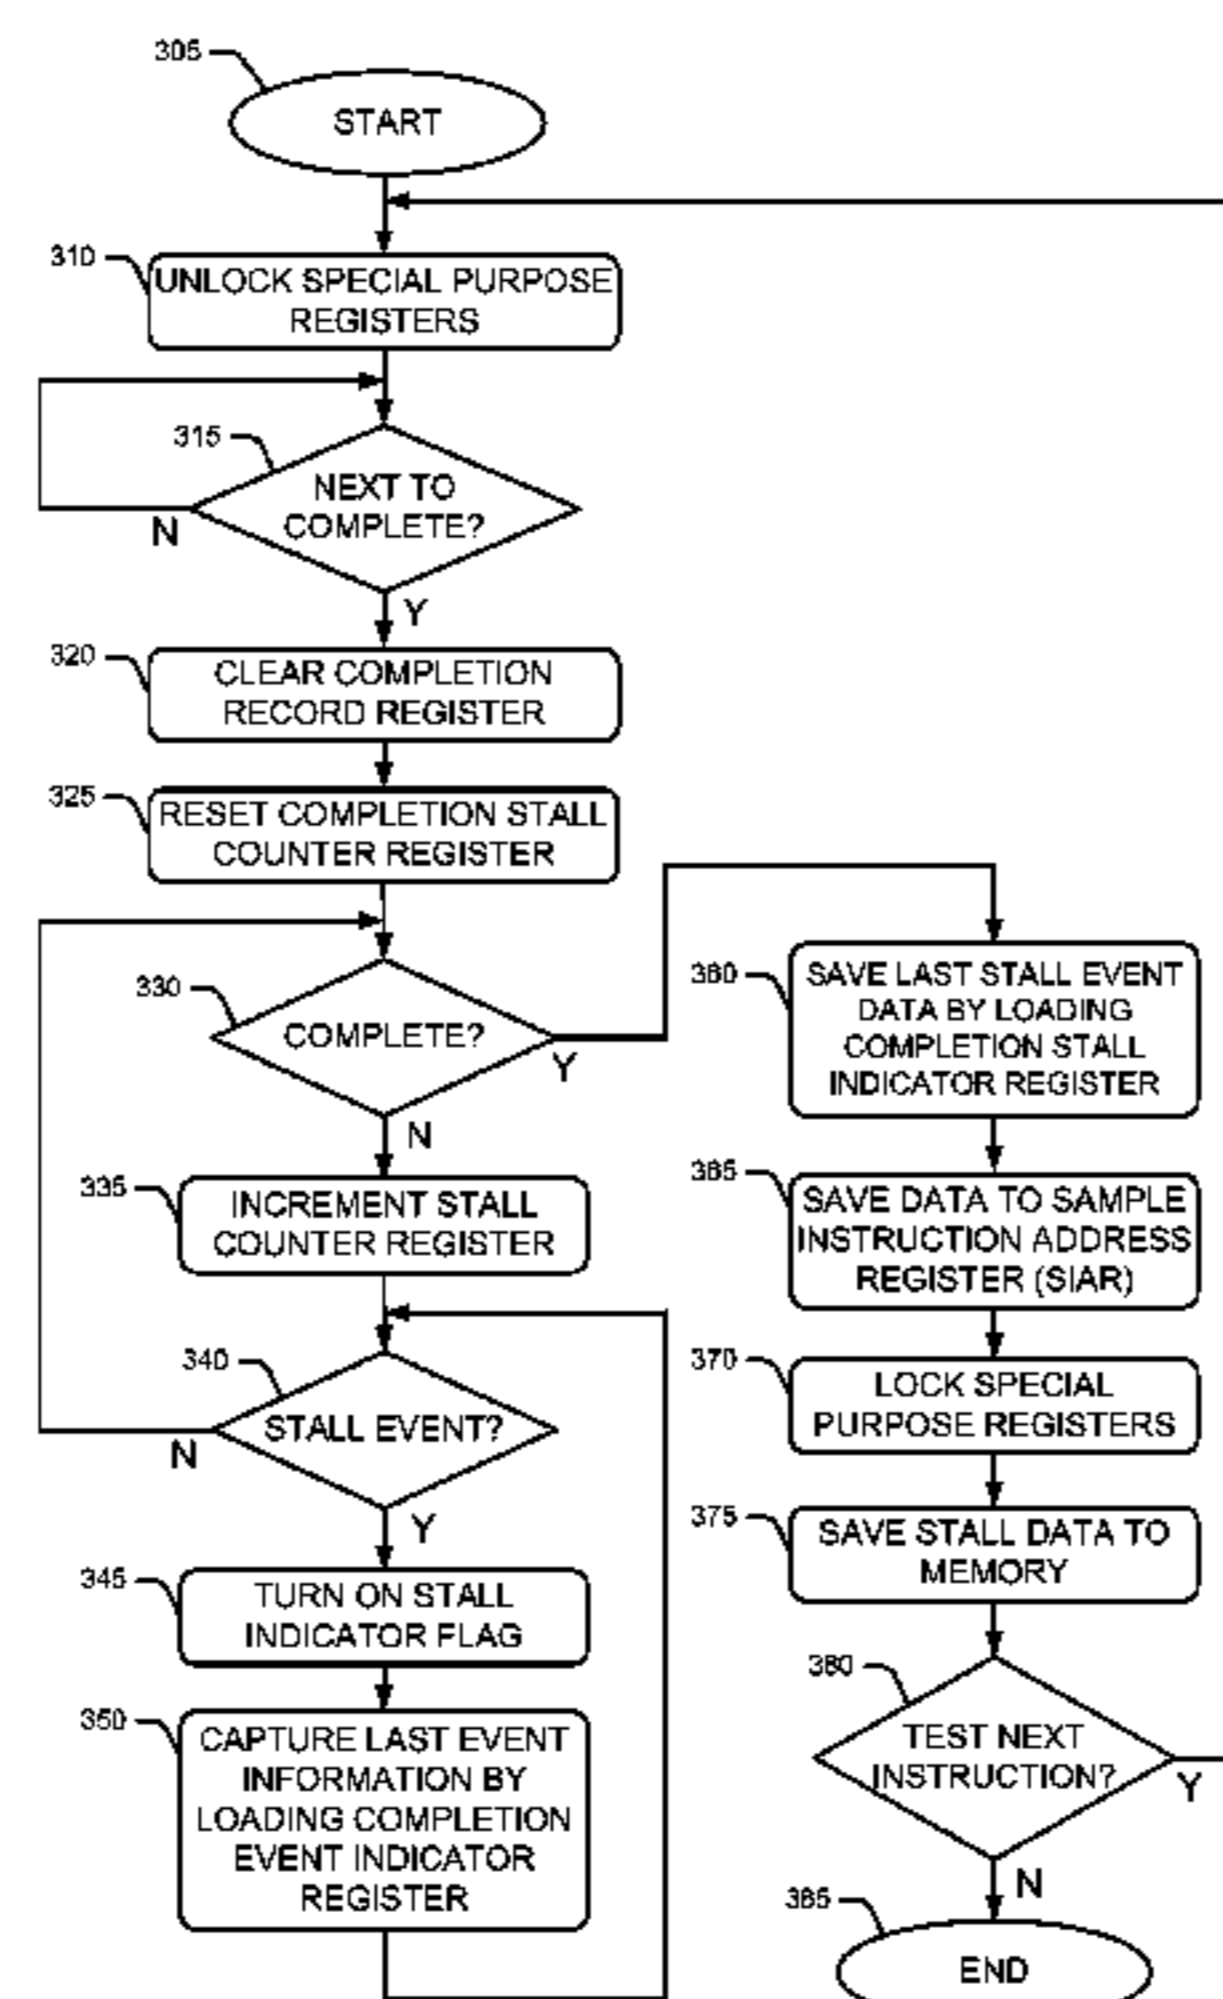 305
START
310
UNLOCK SPECIAL PURPOSE
REGISTERS
315
NEXT TO
COMPLETE?
N
Y
320
CLEAR COMPLETION
RECORD REGISTER
325
RESET COMPLETION STALL
COUNTER REGISTER
330
COMPLETE?
Y
N
335
INCREMENT STALL
COUNTER REGISTER
340
STALL EVENT?
N
Y
345
TURN ON STALL
INDICATOR FLAG
350
CAPTURE LAST EVENT
INFORMATION BY
LOADING COMPLETION
EVENT INDICATOR
REGISTER
360
SAVE LAST STALL EVENT
DATA BY LOADING
COMPLETION STALL
INDICATOR REGISTER
365
SAVE DATA TO SAMPLE
INSTRUCTION ADDRESS
REGISTER (SIAR)
370
LOCK SPECIAL
PURPOSE REGISTERS
375
SAVE STALL DATA TO
MEMORY
380
TEST NEXT
INSTRUCTION?
Y
N
385
END